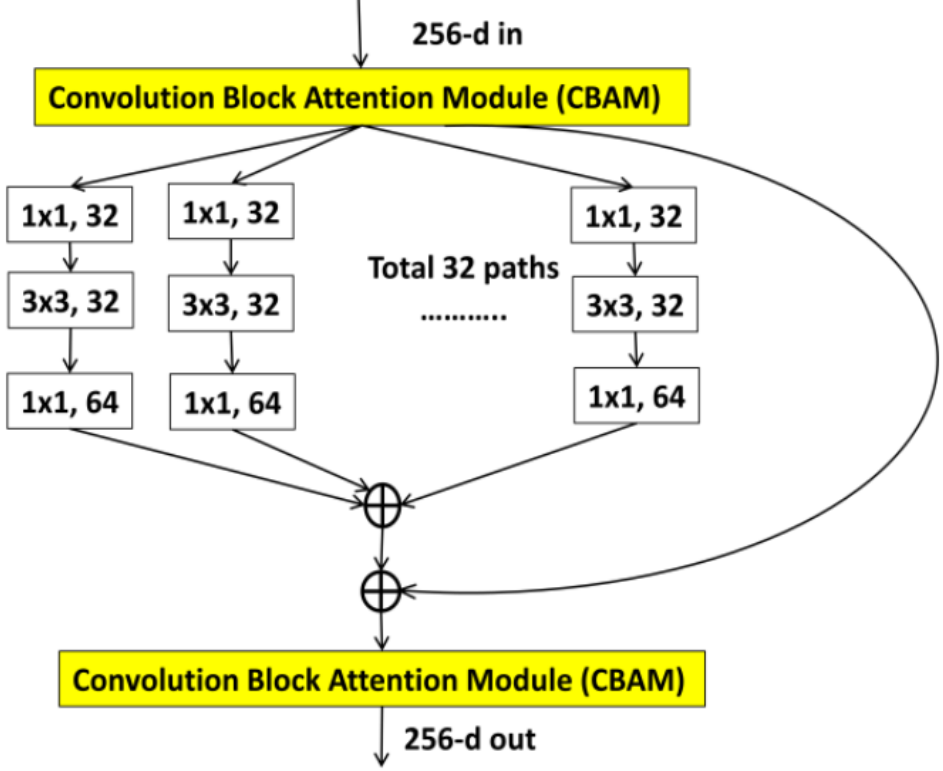 256-d in
Convolution Block Attention Module (CBAM)
1x1, 32
1x1, 32
1x1, 32
Total 32 paths
...........
3x3, 32
3x3, 32
3x3, 32
1x1, 64
1x1, 64
1x1, 64
Convolution Block Attention Module (CBAM)
256-d out